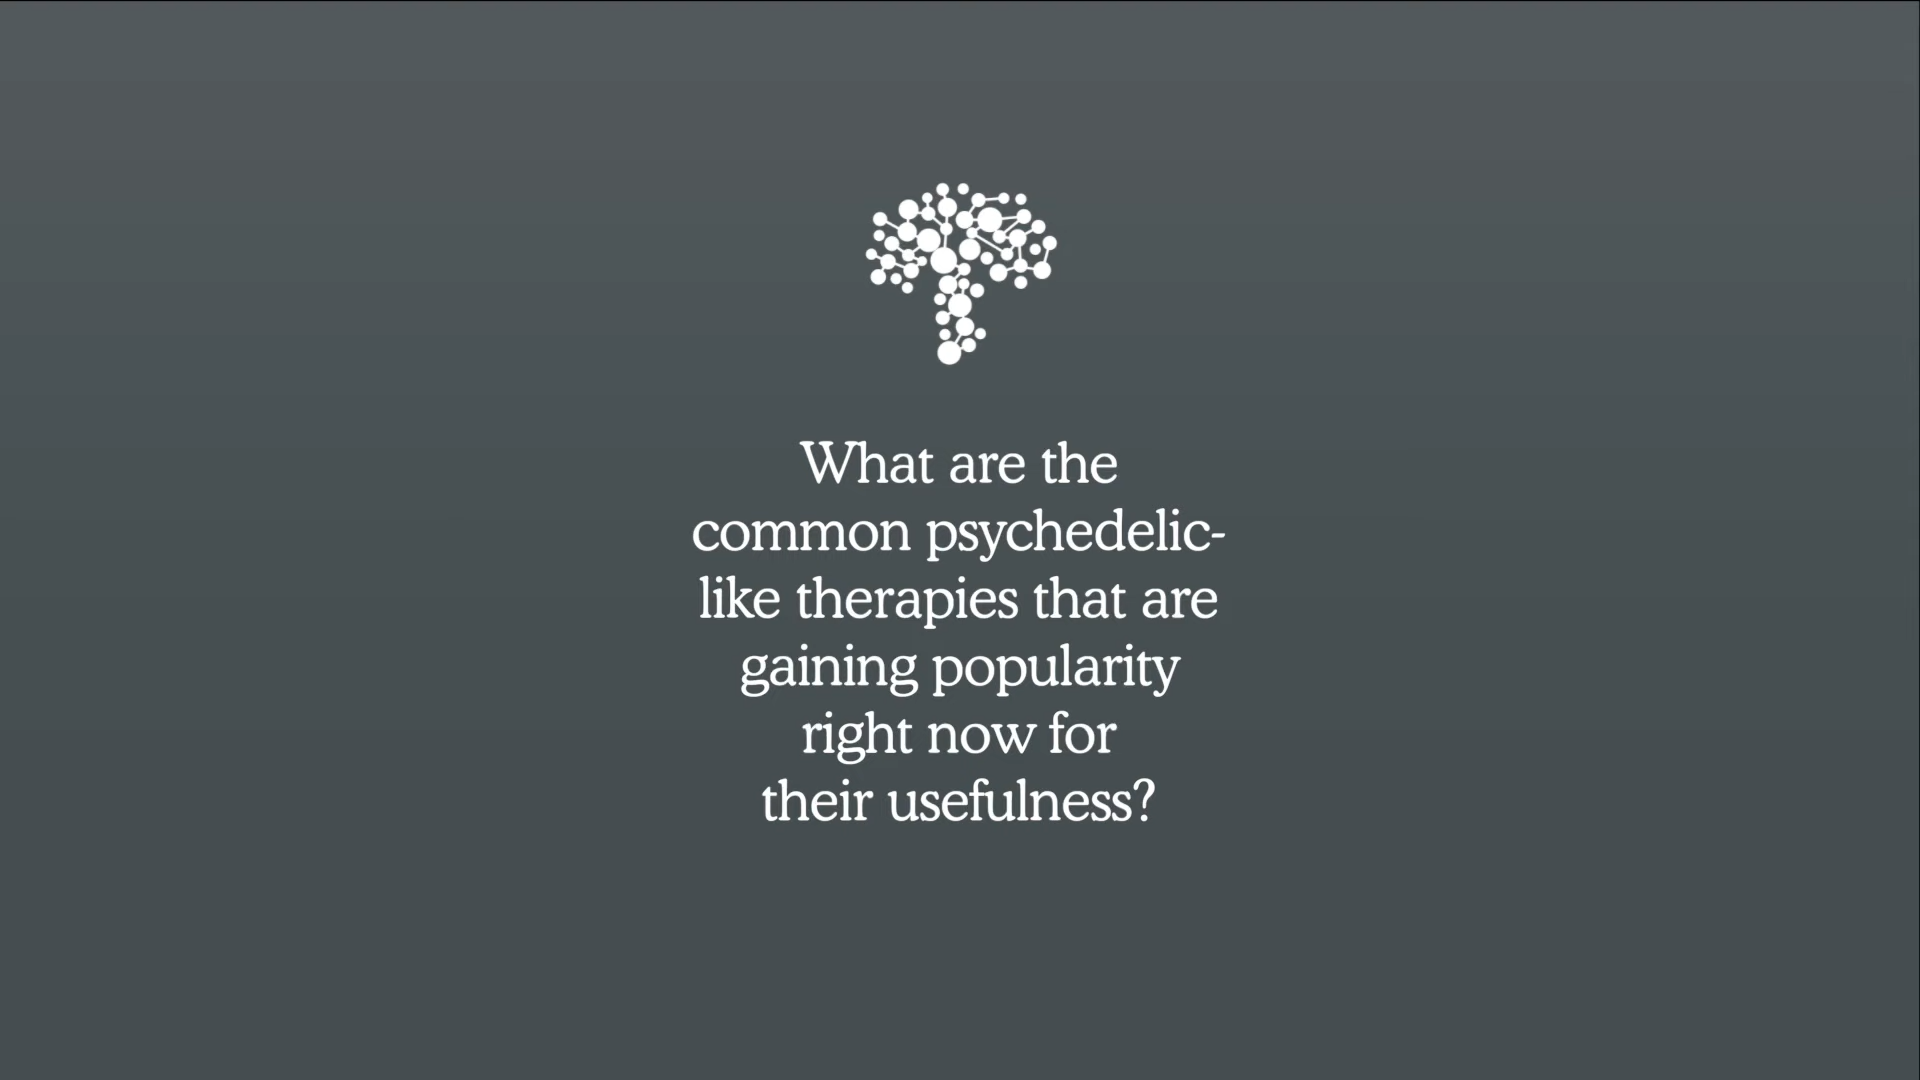 What are the
common psychedelic-
like therapies that are
gaining popularity
right now for
their usefulness?